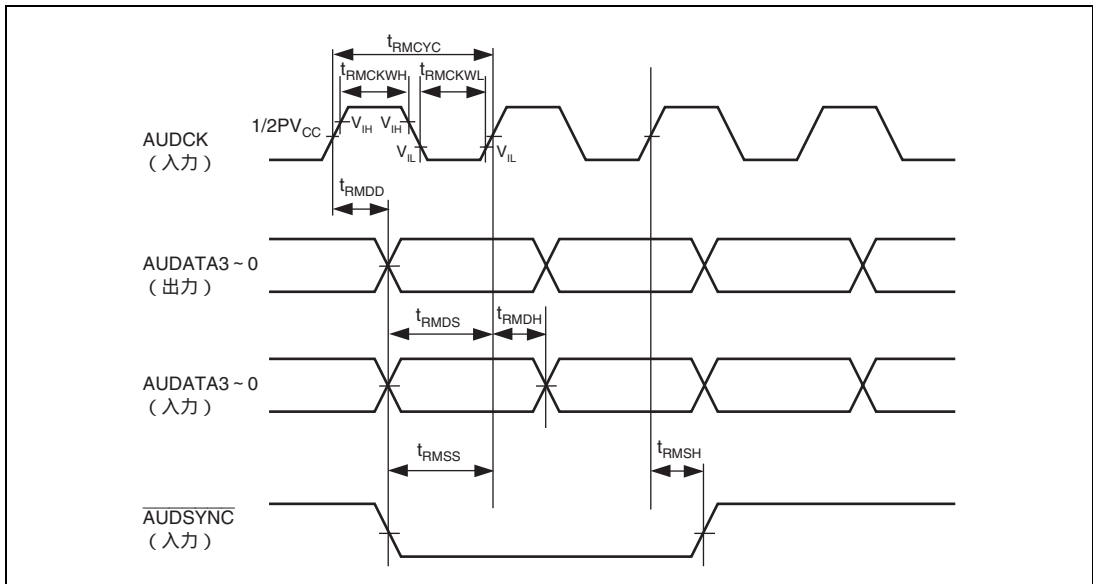 tRMCYC
tRMCKWH tRMCKWL
1/2PVCC VIH VIH
AUDCK
（入力）
VIL VIL
tRMDD
AUDATA3～0
（出力）
tRMDS tRMDH
AUDATA3～0
（入力）
tRMSS tRMSH
AUDSYNC
（入力）